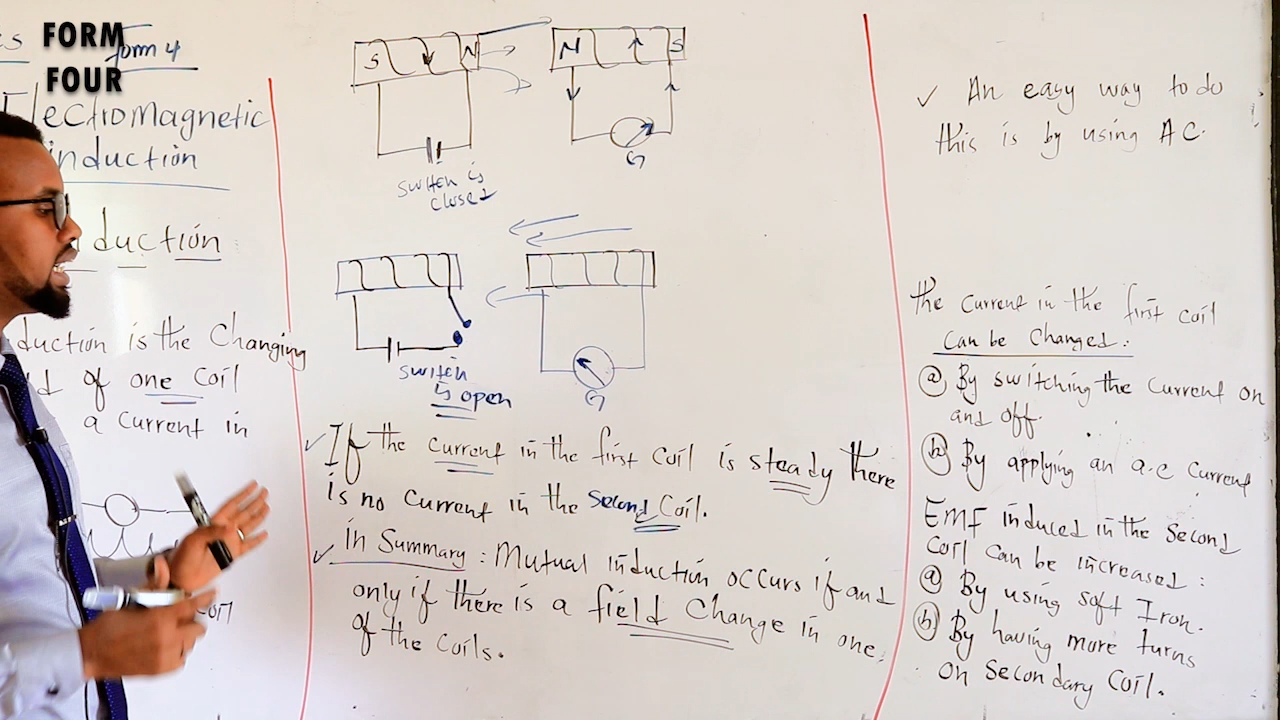 FORM
FOUR
es
form 4
Electromagnetic
induction
duction
duction is the Changing
of one coil
a current in
coil
S N
N S
G
switch is
closed
switch
is open
G
✓ If the current in the first coil is steady there
is no current in the second coil.
✓ in summary : Mutual induction occurs if and
only if there is a field change in one
of the coils.
✓ An easy way to do
this is by using AC.
the current in the first coil
can be changed:
(a) By switching the current on
and off.
(b) By applying an a.c current
EMF induced in the second
coil can be increased:
(a) By using soft Iron.
(b) By having more turns
on secondary coil.